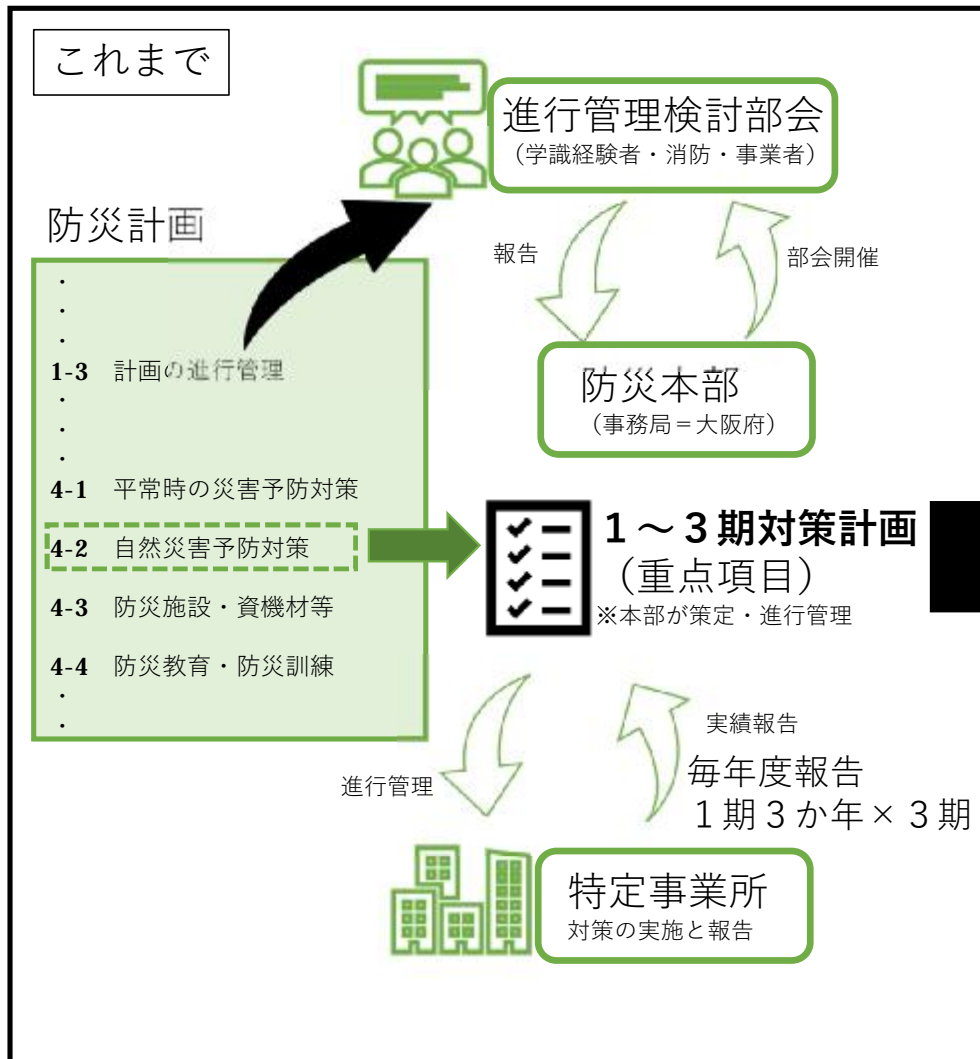 これまで
進行管理検討部会
（学識経験者・消防・事業者）
防災計画
報告
部会開催
・
・
・
1-3 計画の進行管理
・
・
・
防災本部
（事務局＝大阪府）
4-1 平常時の災害予防対策
4-2 自然災害予防対策
4-3 防災施設・資機材等
4-4 防災教育・防災訓練
・
・
１～３期対策計画
（重点項目）
※本部が策定・進行管理
進行管理
実績報告
毎年度報告
１期３か年×３期
特定事業所
対策の実施と報告